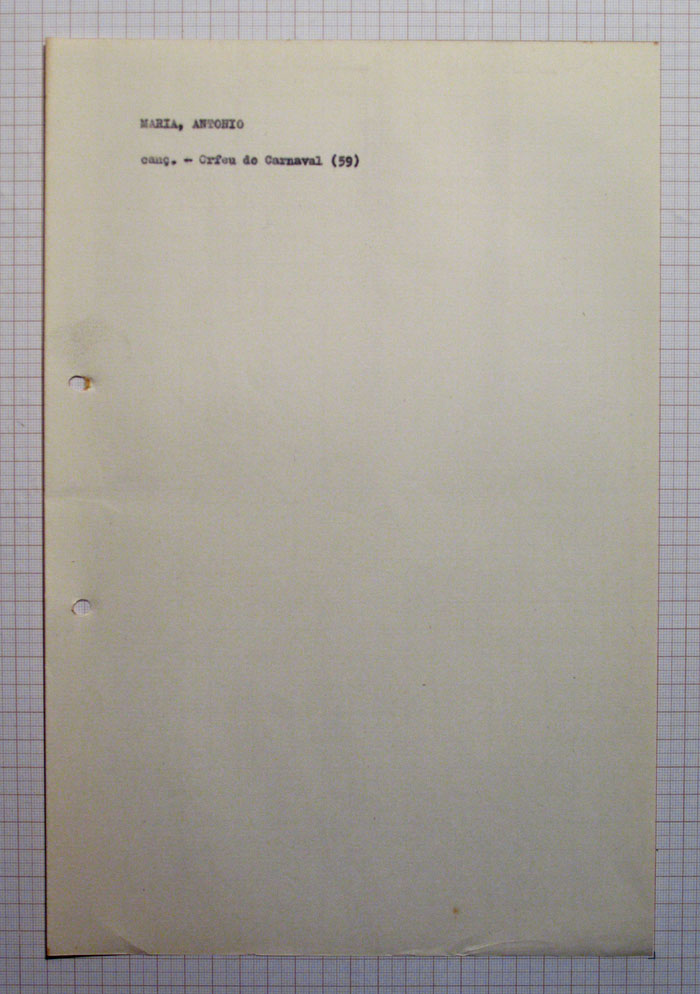 MARIA, ANTONIO
canç. - Orfeu do Carnaval (59)